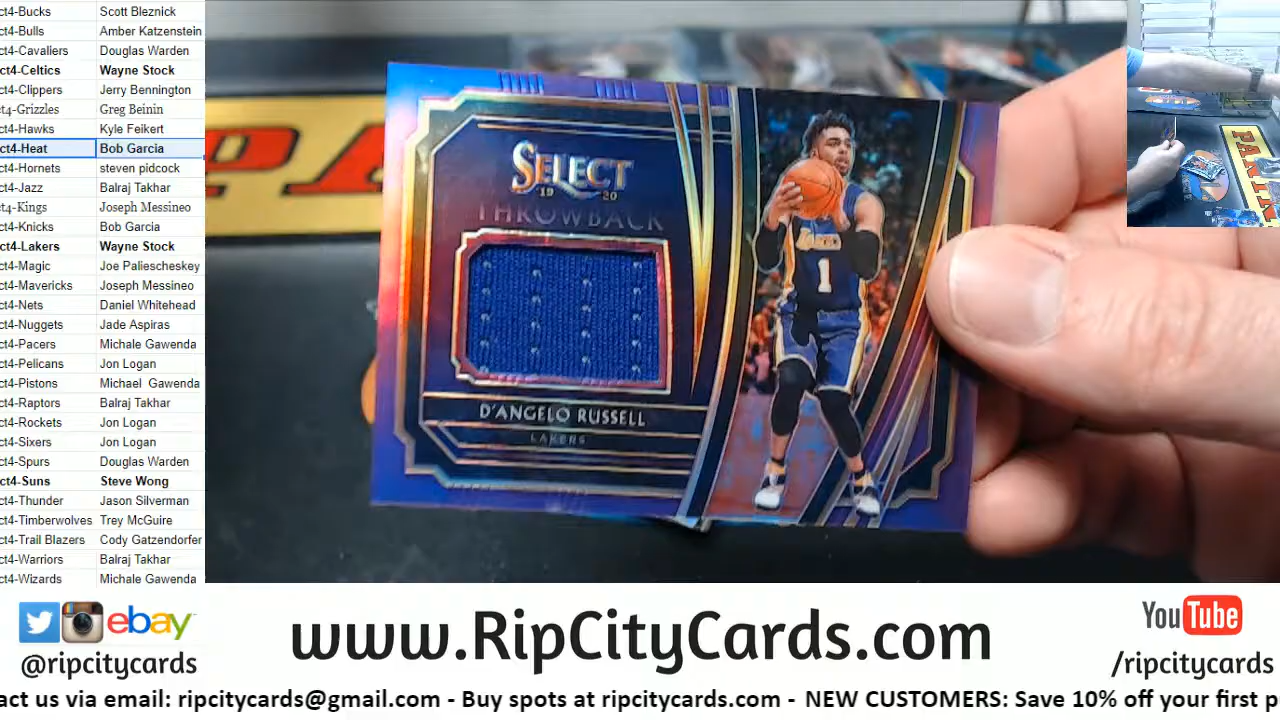 ct4-Bucks Scott Bleznick
ct4-Bulls Amber Katzenstein
ct4-Cavaliers Douglas Warden
ct4-Celtics Wayne Stock
ct4-Clippers Jerry Bennington
ct4-Grizzles Greg Beinin
ct4-Hawks Kyle Feikert
ct4-Heat Bob Garcia
ct4-Hornets steven pidcock
ct4-Jazz Balraj Takhar
ct4-Kings Joseph Messineo
ct4-Knicks Bob Garcia
ct4-Lakers Wayne Stock
ct4-Magic Joe Paliescheskey
ct4-Mavericks Joseph Messineo
ct4-Nets Daniel Whitehead
ct4-Nuggets Jade Aspiras
ct4-Pacers Michale Gawenda
ct4-Pelicans Jon Logan
ct4-Pistons Michael Gawenda
ct4-Raptors Balraj Takhar
ct4-Rockets Jon Logan
ct4-Sixers Jon Logan
ct4-Spurs Douglas Warden
ct4-Suns Steve Wong
ct4-Thunder Jason Silverman
ct4-Timberwolves Trey McGuire
ct4-Trail Blazers Cody Gatzendorfer
ct4-Warriors Balraj Takhar
ct4-Wizards Michale Gawenda
SELECT
19 20
THROWBACK
D'ANGELO RUSSELL
LAKERS
1
PANINI
ebay
@ripcitycards
www.RipCityCards.com
YouTube
/ripcitycards
act us via email: ripcitycards@gmail.com - Buy spots at ripcitycards.com - NEW CUSTOMERS: Save 10% off your first p